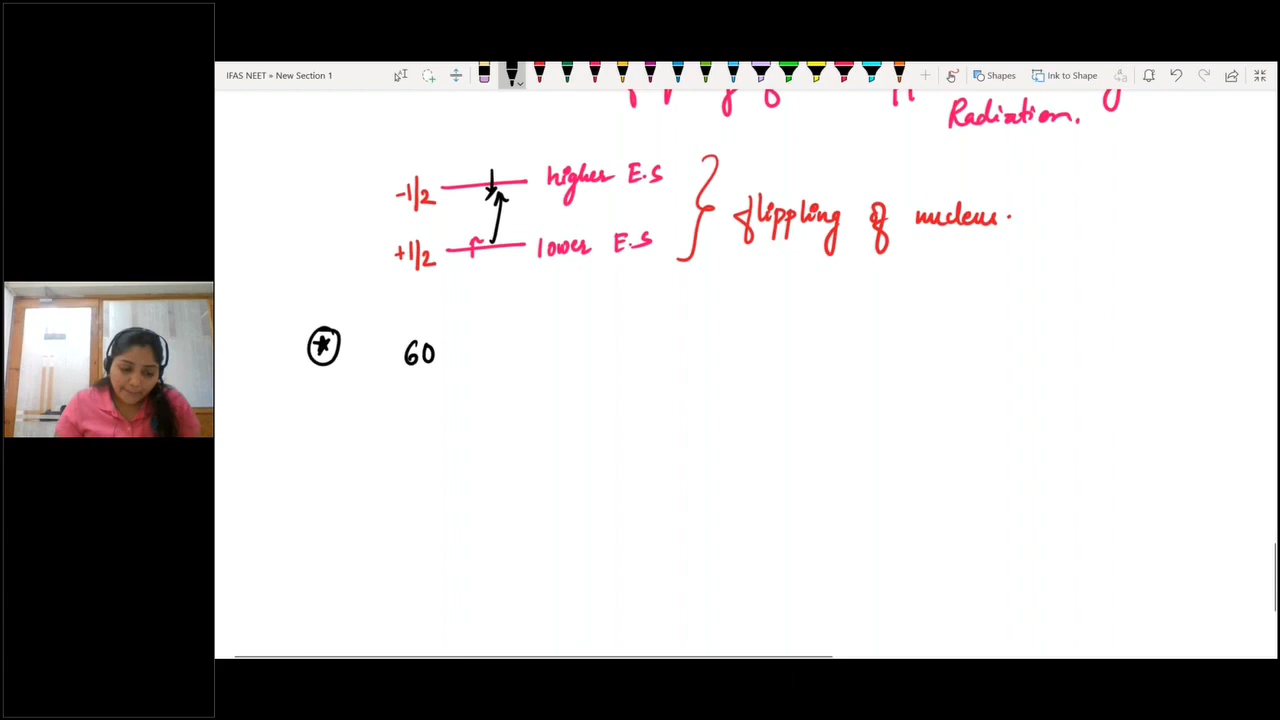 IFAS NEET » New Section 1
Shapes
Ink to Shape
Radiation.
-1/2 higher E.S
+1/2 lower E.S
flippling of nucleus.
* 60